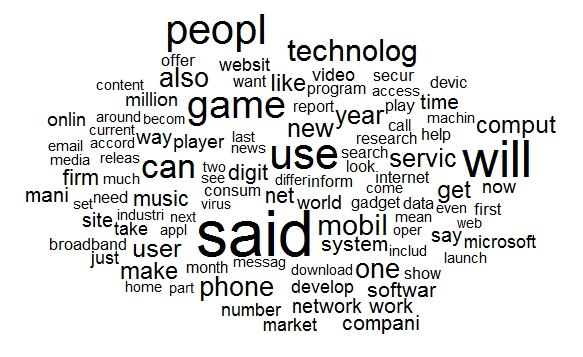 peopl
technolog
offer
websit
content
also
want
like
video
secur
program
access
devic
million
game
report
play
time
onlin
around
becom
new
year
call
machin
comput
current
email
accord
way
player
last
news
use
research
help
media
releas
can
two
see
digit
search
look
servic
will
firm
much
differ
inform
internet
come
get
now
mani
set
need
music
consum
net
world
gadget
data
even
first
site
industri
next
virus
said
mobil
mean
oper
web
take
appl
broadband
user
system
includ
say
microsoft
just
make
month
messag
download
one
show
launch
home
part
phone
develop
softwar
number
network
work
market
compani